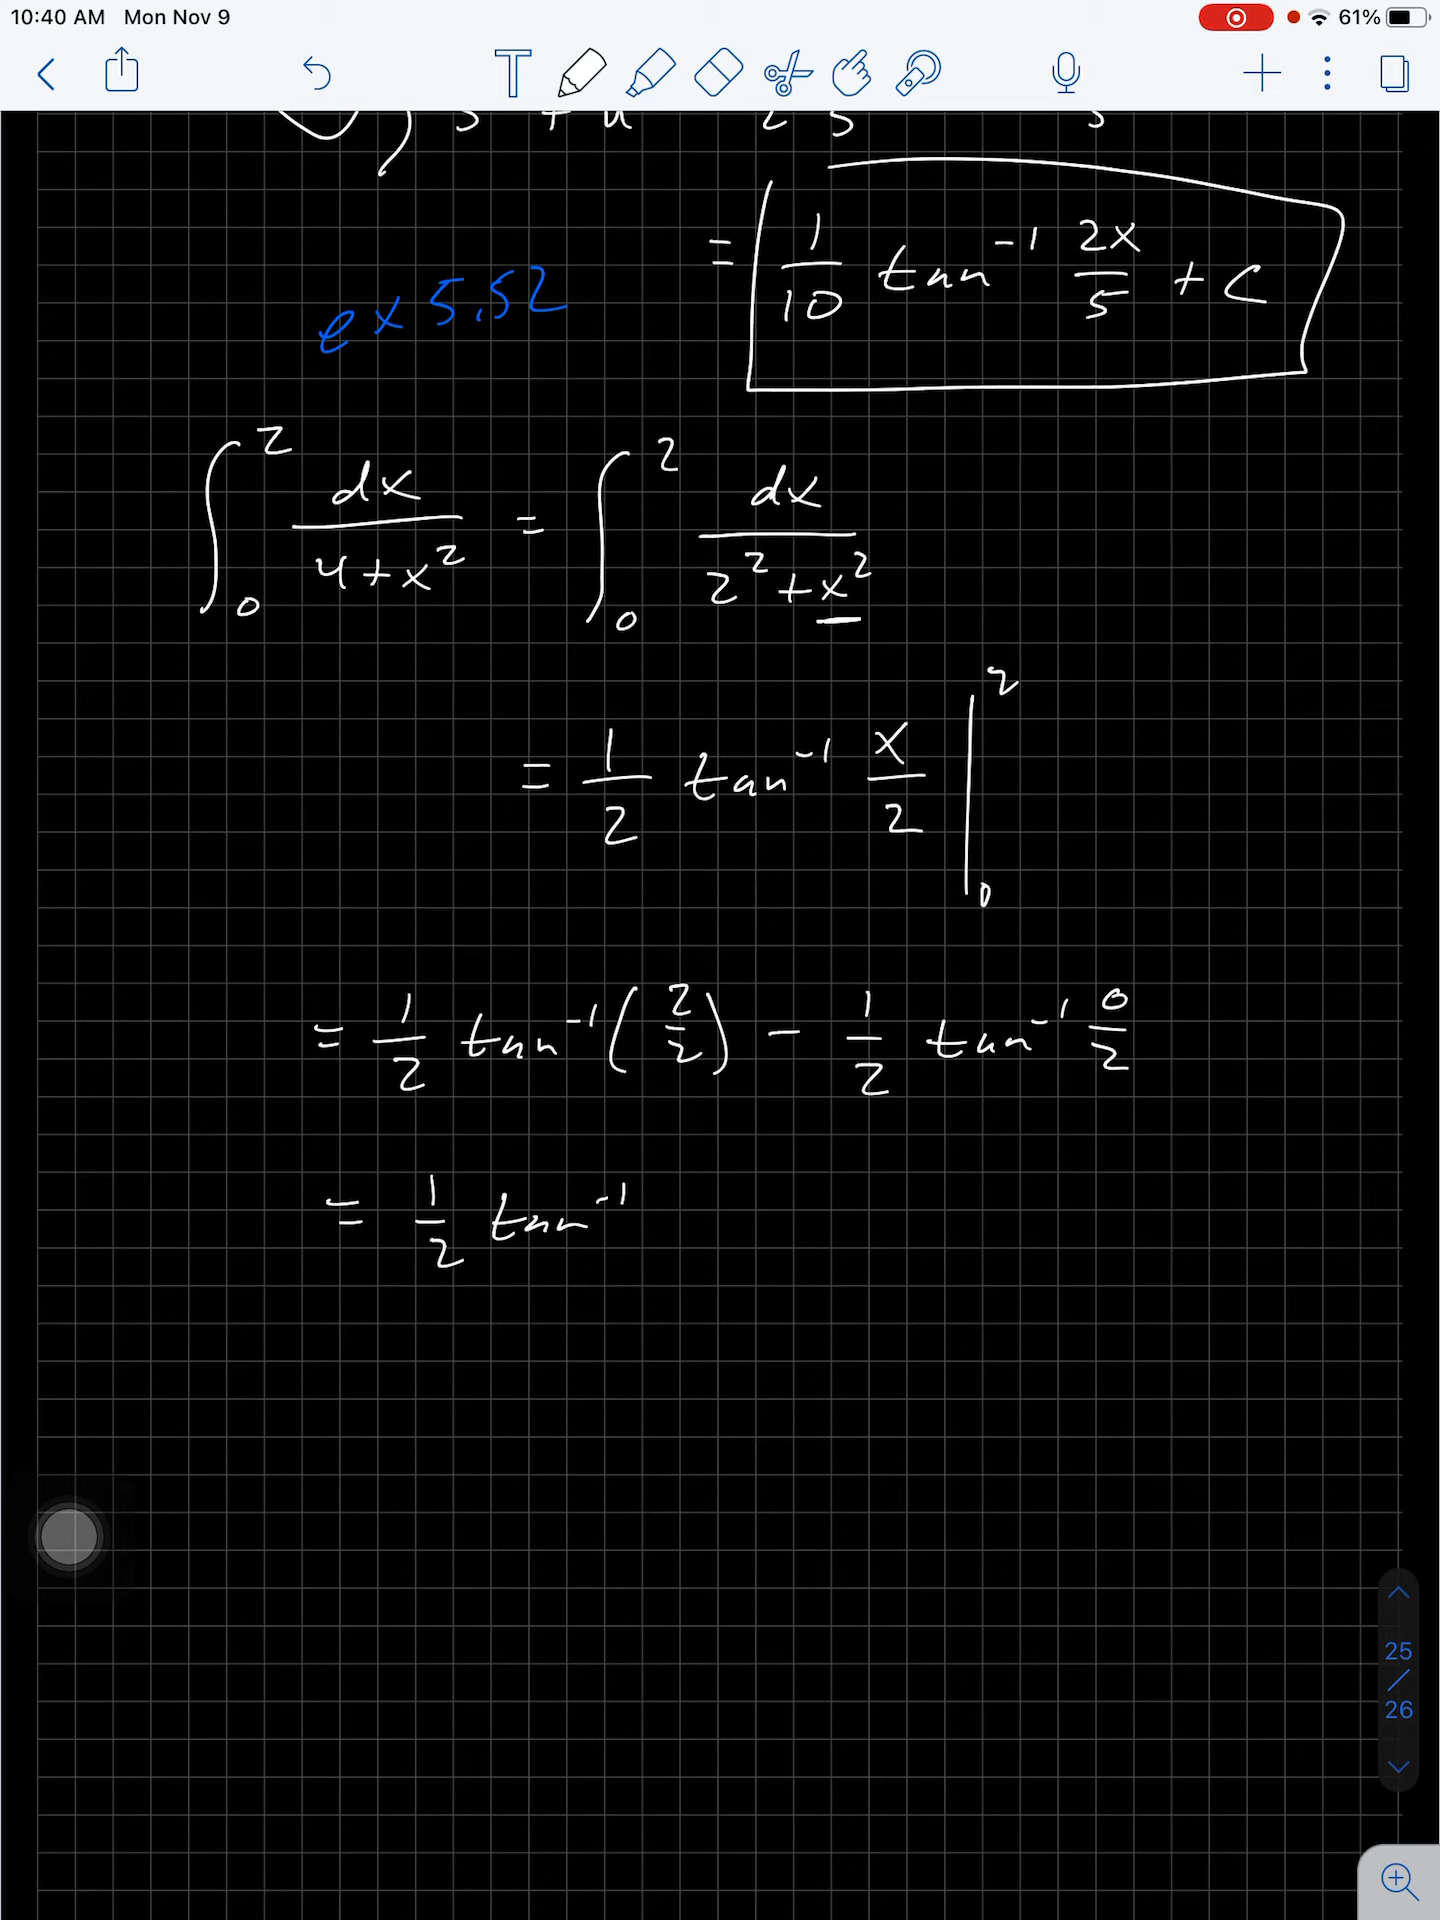 10:40 AM Mon Nov 9 61%
= 1/10 tan⁻¹ 2x/5 + C
ex 5.52
∫₀² dx/(4+x²) = ∫₀² dx/(2²+x²)
= 1/2 tan⁻¹ x/2 |₀²
= 1/2 tan⁻¹(2/2) − 1/2 tan⁻¹ 0/2
= 1/2 tan⁻¹
25
/
26